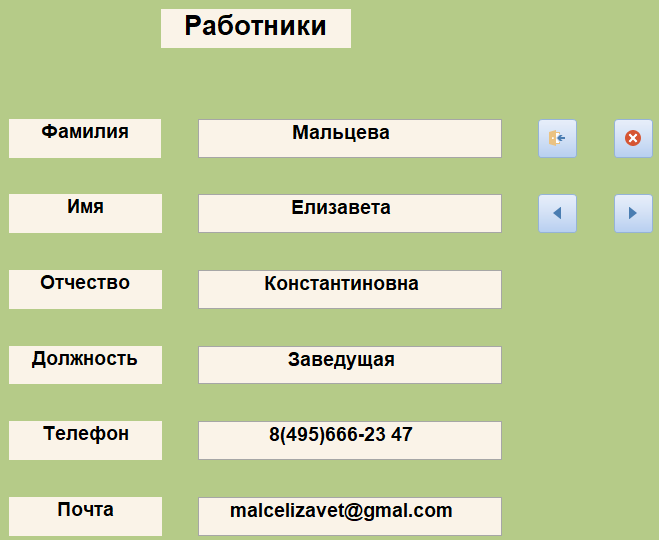 Работники
Фамилия Мальцева
Имя Елизавета
Отчество Константиновна
Должность Заведущая
Телефон 8(495)666-23 47
Почта malcelizavet@gmal.com